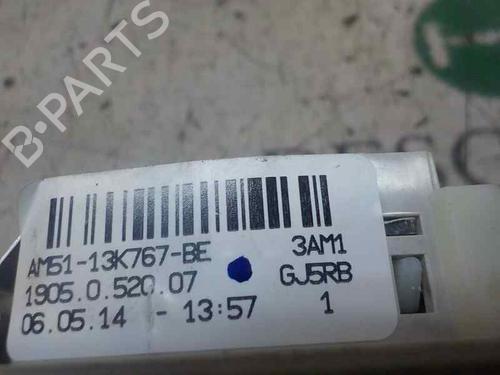 B-PARTS
AM51-13K767-BE 3AM1
1905.0.520.07 GJ5RB
06.05.14 - 13:57 1